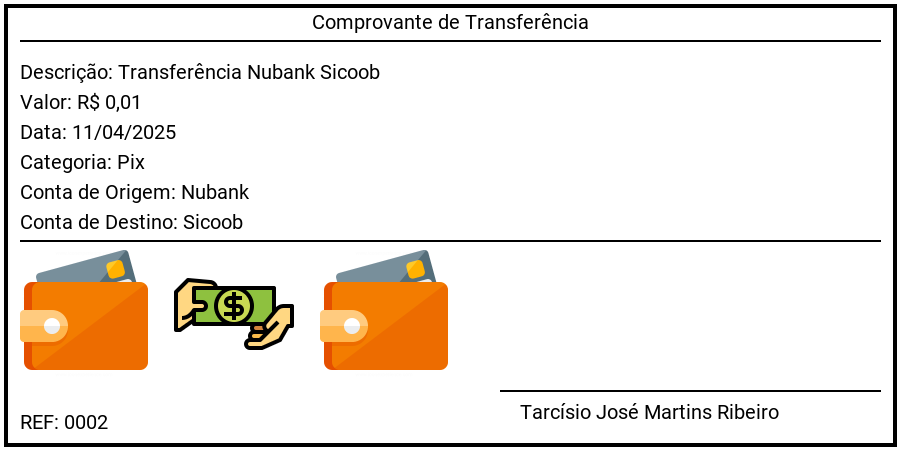 Comprovante de Transferência
Descrição: Transferência Nubank Sicoob
Valor: R$ 0,01
Data: 11/04/2025
Categoria: Pix
Conta de Origem: Nubank
Conta de Destino: Sicoob
$
Tarcísio José Martins Ribeiro
REF: 0002